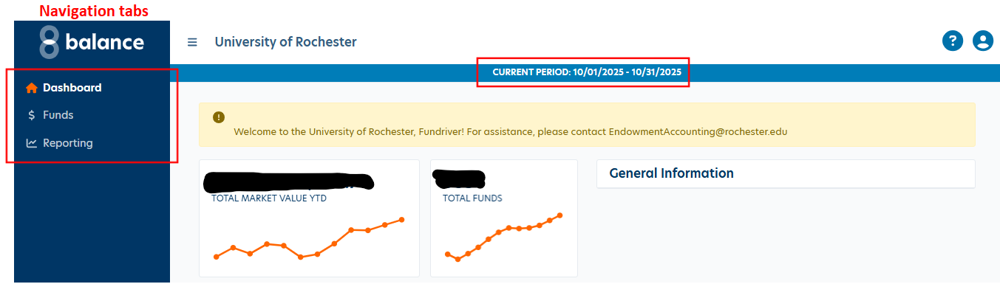 Navigation tabs
balance
University of Rochester
?
CURRENT PERIOD: 10/01/2025 - 10/31/2025
Dashboard
$ Funds
Reporting
!
Welcome to the University of Rochester, Fundriver! For assistance, please contact EndowmentAccounting@rochester.edu
TOTAL MARKET VALUE YTD
TOTAL FUNDS
General Information